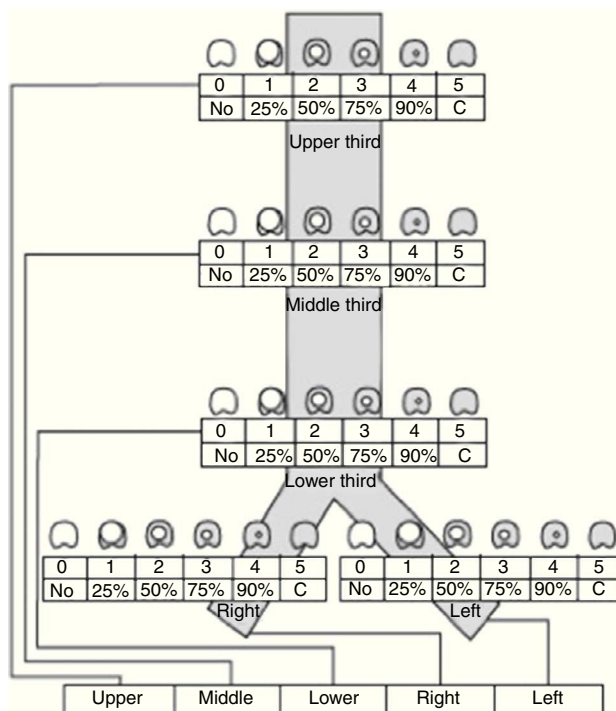 0 1 2 3 4 5
No 25% 50% 75% 90% C
Upper third
0 1 2 3 4 5
No 25% 50% 75% 90% C
Middle third
0 1 2 3 4 5
No 25% 50% 75% 90% C
Lower third
0 1 2 3 4 5 0 1 2 3 4 5
No 25% 50% 75% 90% C No 25% 50% 75% 90% C
Right Left
Upper Middle Lower Right Left